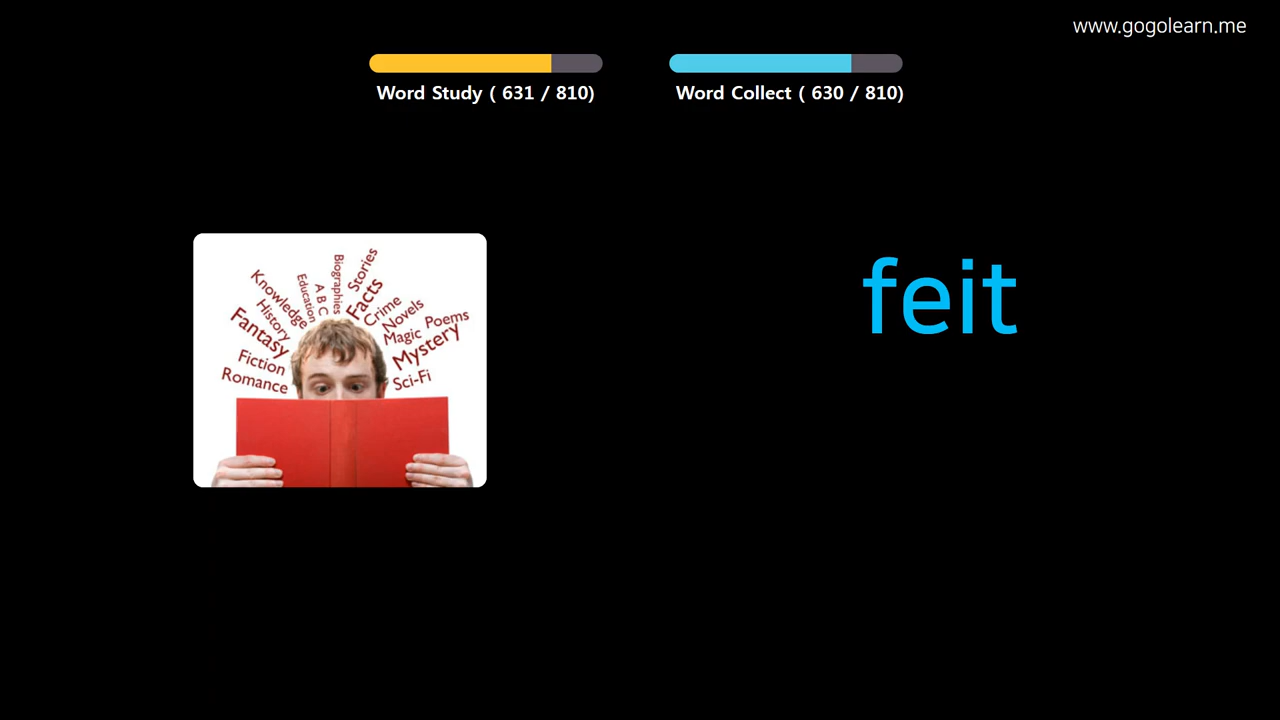 www.gogolearn.me
Word Study ( 631 / 810)
Word Collect ( 630 / 810)
feit
Stories
Biographies
Facts
A B C
Education
Knowledge
Crime
Novels
History
Poems
Magic
Fantasy
Mystery
Fiction
Sci-Fi
Romance